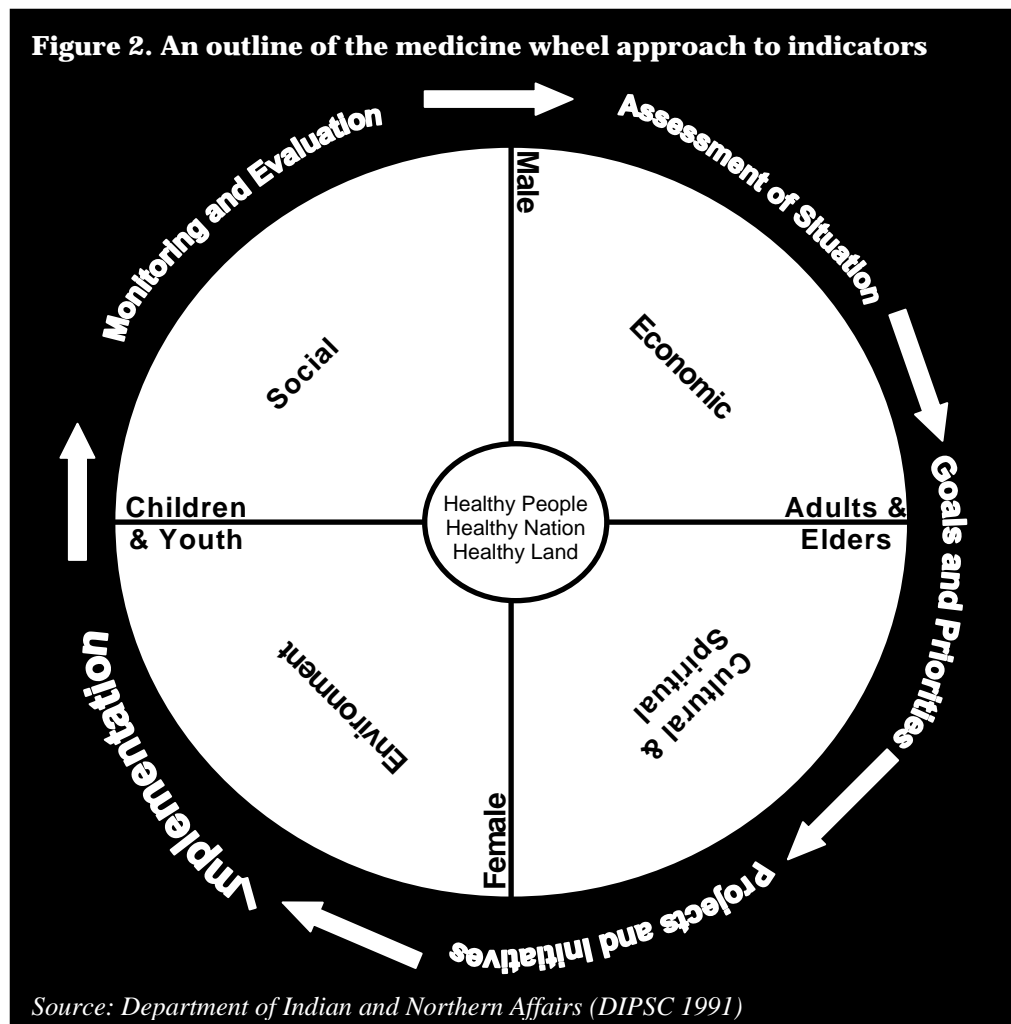 Figure 2. An outline of the medicine wheel approach to indicators
Monitoring and Evaluation
Assessment of Situation
Goals and Priorities
Projects and Initiatives
Implementation
Male
Social
Economic
Children
& Youth
Healthy People
Healthy Nation
Healthy Land
Adults &
Elders
Environment
Cultural &
Spiritual
Female
Source: Department of Indian and Northern Affairs (DIPSC 1991)